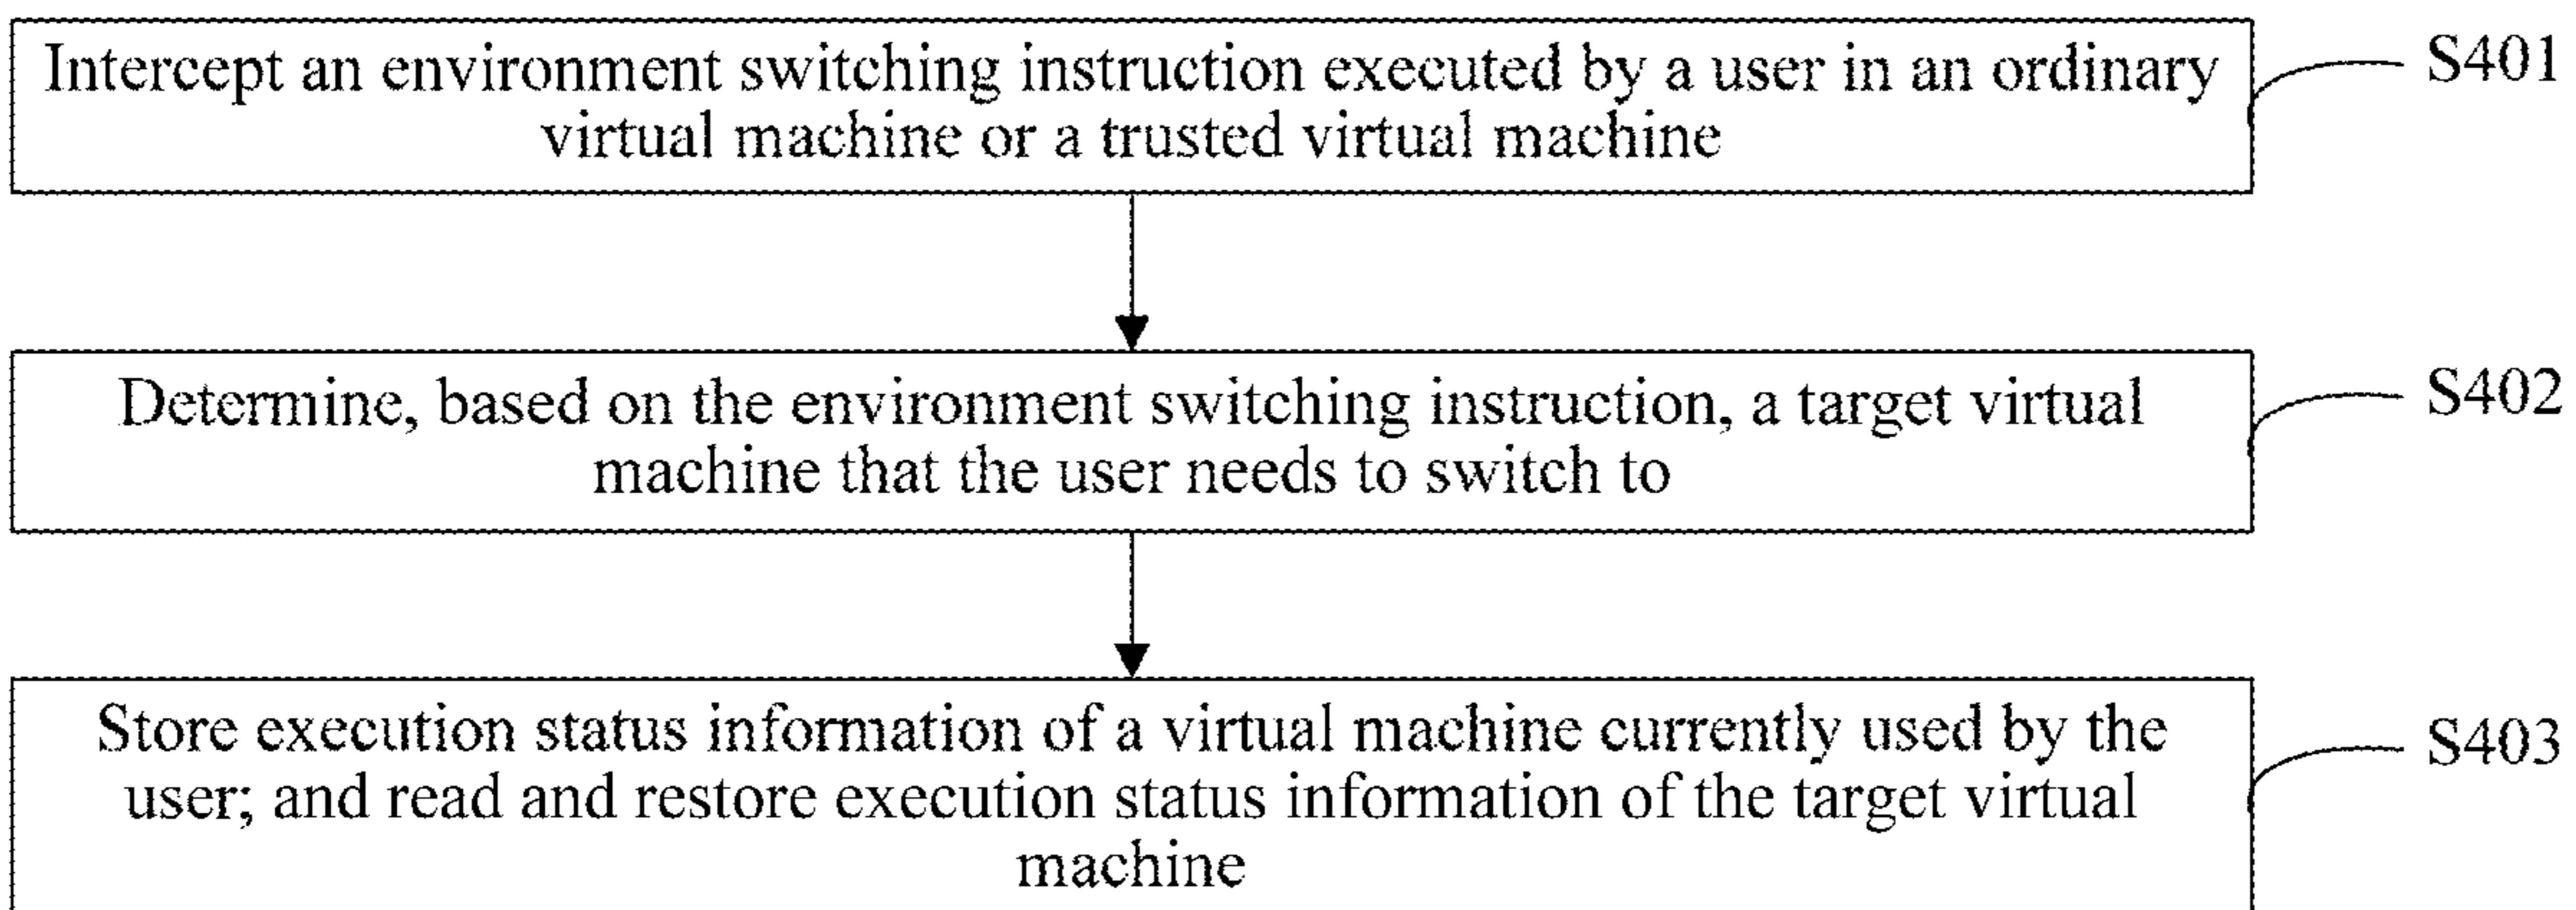 Intercept an environment switching instruction executed by a user in an ordinary
virtual machine or a trusted virtual machine
S401
Determine, based on the environment switching instruction, a target virtual
machine that the user needs to switch to
S402
Store execution status information of a virtual machine currently used by the
user; and read and restore execution status information of the target virtual
machine
S403